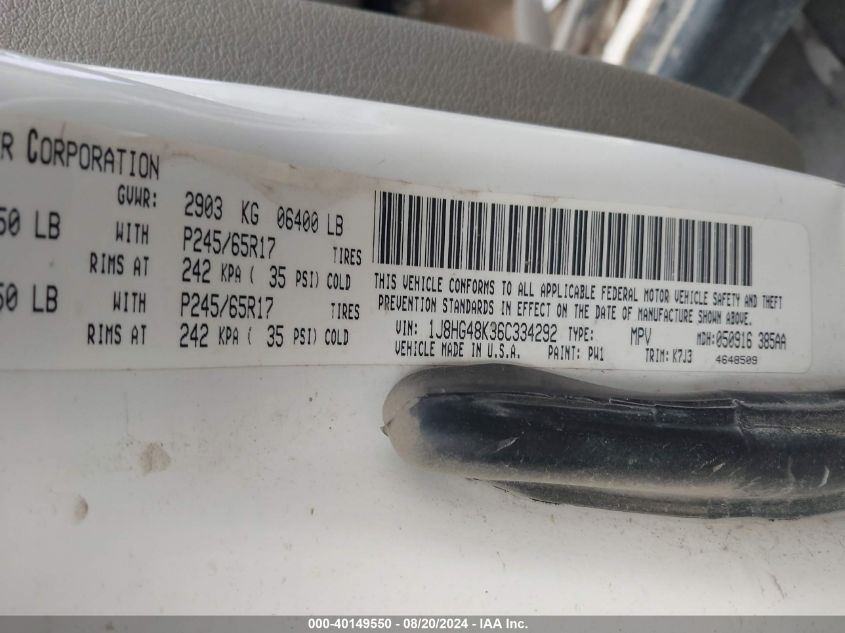 CORPORATION
GVWR: 2903 KG 06400 LB
50 LB WITH P245/65R17 TIRES
RIMS AT 242 KPA ( 35 PSI) COLD
50 LB WITH P245/65R17 TIRES
RIMS AT 242 KPA ( 35 PSI) COLD
THIS VEHICLE CONFORMS TO ALL APPLICABLE FEDERAL MOTOR VEHICLE SAFETY AND THEFT
PREVENTION STANDARDS IN EFFECT ON THE DATE OF MANUFACTURE SHOWN ABOVE.
VIN: 1J8HG48K36C334292 TYPE: MPV MDH:050916 385AA
VEHICLE MADE IN U.S.A. PAINT: PW1 TRIM: K7J3 4648509
000-40149550 - 08/20/2024 - IAA Inc.